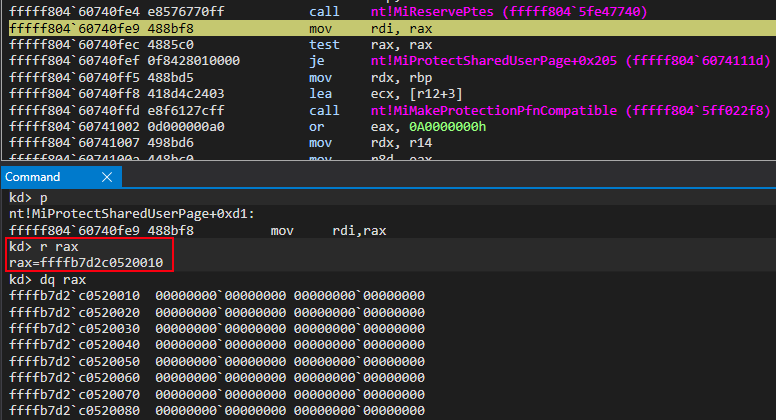 fffff804`60740fe4 e8576770ff call nt!MiReservePtes (fffff804`5fe47740)
fffff804`60740fe9 488bf8 mov rdi, rax
fffff804`60740fec 4885c0 test rax, rax
fffff804`60740fef 0f8428010000 je nt!MiProtectSharedUserPage+0x205 (fffff804`6074111d)
fffff804`60740ff5 488bd5 mov rdx, rbp
fffff804`60740ff8 418d4c2403 lea ecx, [r12+3]
fffff804`60740ffd e8f6127cff call nt!MiMakeProtectionPfnCompatible (fffff804`5ff022f8)
fffff804`60741002 0d000000a0 or eax, 0A0000000h
fffff804`60741007 498bd6 mov rdx, r14
fffff804`6074100a 448bc0 mov r8d, eax
Command ×
kd> p
nt!MiProtectSharedUserPage+0xd1:
fffff804`60740fe9 488bf8 mov rdi,rax
kd> r rax
rax=ffffb7d2c0520010
kd> dq rax
ffffb7d2`c0520010 00000000`00000000 00000000`00000000
ffffb7d2`c0520020 00000000`00000000 00000000`00000000
ffffb7d2`c0520030 00000000`00000000 00000000`00000000
ffffb7d2`c0520040 00000000`00000000 00000000`00000000
ffffb7d2`c0520050 00000000`00000000 00000000`00000000
ffffb7d2`c0520060 00000000`00000000 00000000`00000000
ffffb7d2`c0520070 00000000`00000000 00000000`00000000
ffffb7d2`c0520080 00000000`00000000 00000000`00000000